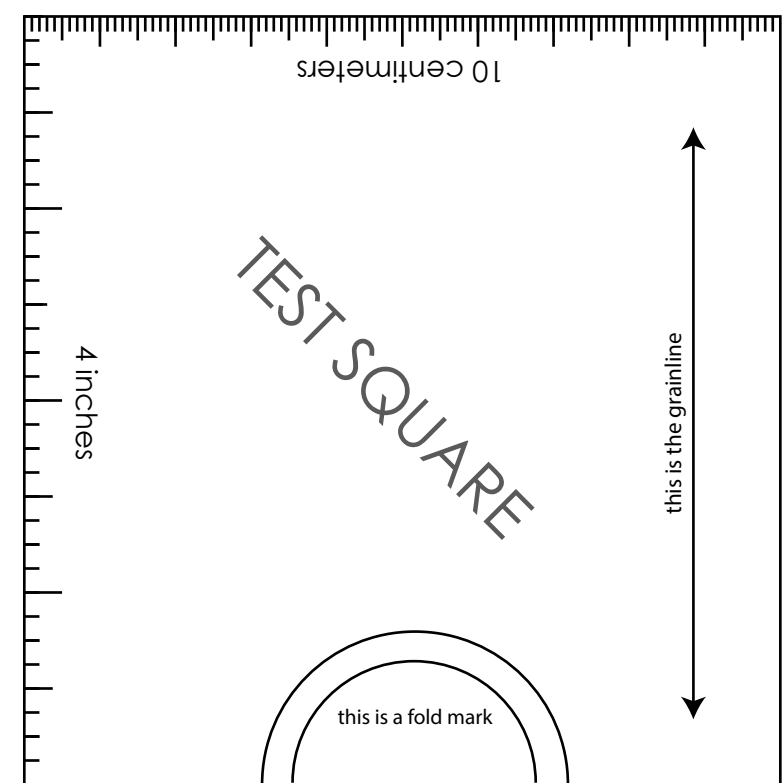 10 centimeters
TEST SQUARE
4 inches
this is the grainline
this is a fold mark